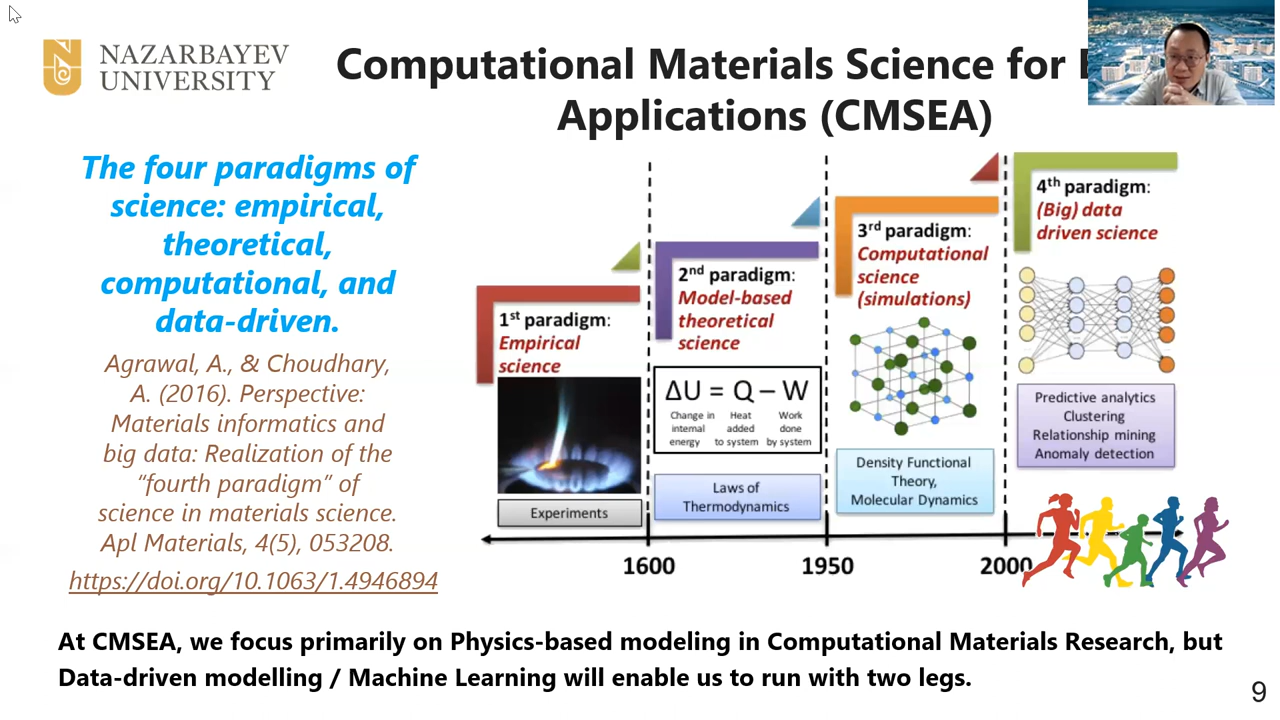 NAZARBAYEV
UNIVERSITY
Computational Materials Science for
Applications (CMSEA)
The four paradigms of
science: empirical,
theoretical,
computational, and
data-driven.
Agrawal, A., & Choudhary,
A. (2016). Perspective:
Materials informatics and
big data: Realization of the
“fourth paradigm” of
science in materials science.
Apl Materials, 4(5), 053208.
https://doi.org/10.1063/1.4946894
1st paradigm:
Empirical
science
Experiments
2nd paradigm:
Model-based
theoretical
science
ΔU = Q – W
Change in internal energy
Heat added to system
Work done by system
Laws of
Thermodynamics
3rd paradigm:
Computational
science
(simulations)
Density Functional
Theory,
Molecular Dynamics
4th paradigm:
(Big) data
driven science
Predictive analytics
Clustering
Relationship mining
Anomaly detection
1600 1950 2000
At CMSEA, we focus primarily on Physics-based modeling in Computational Materials Research, but
Data-driven modelling / Machine Learning will enable us to run with two legs.
9